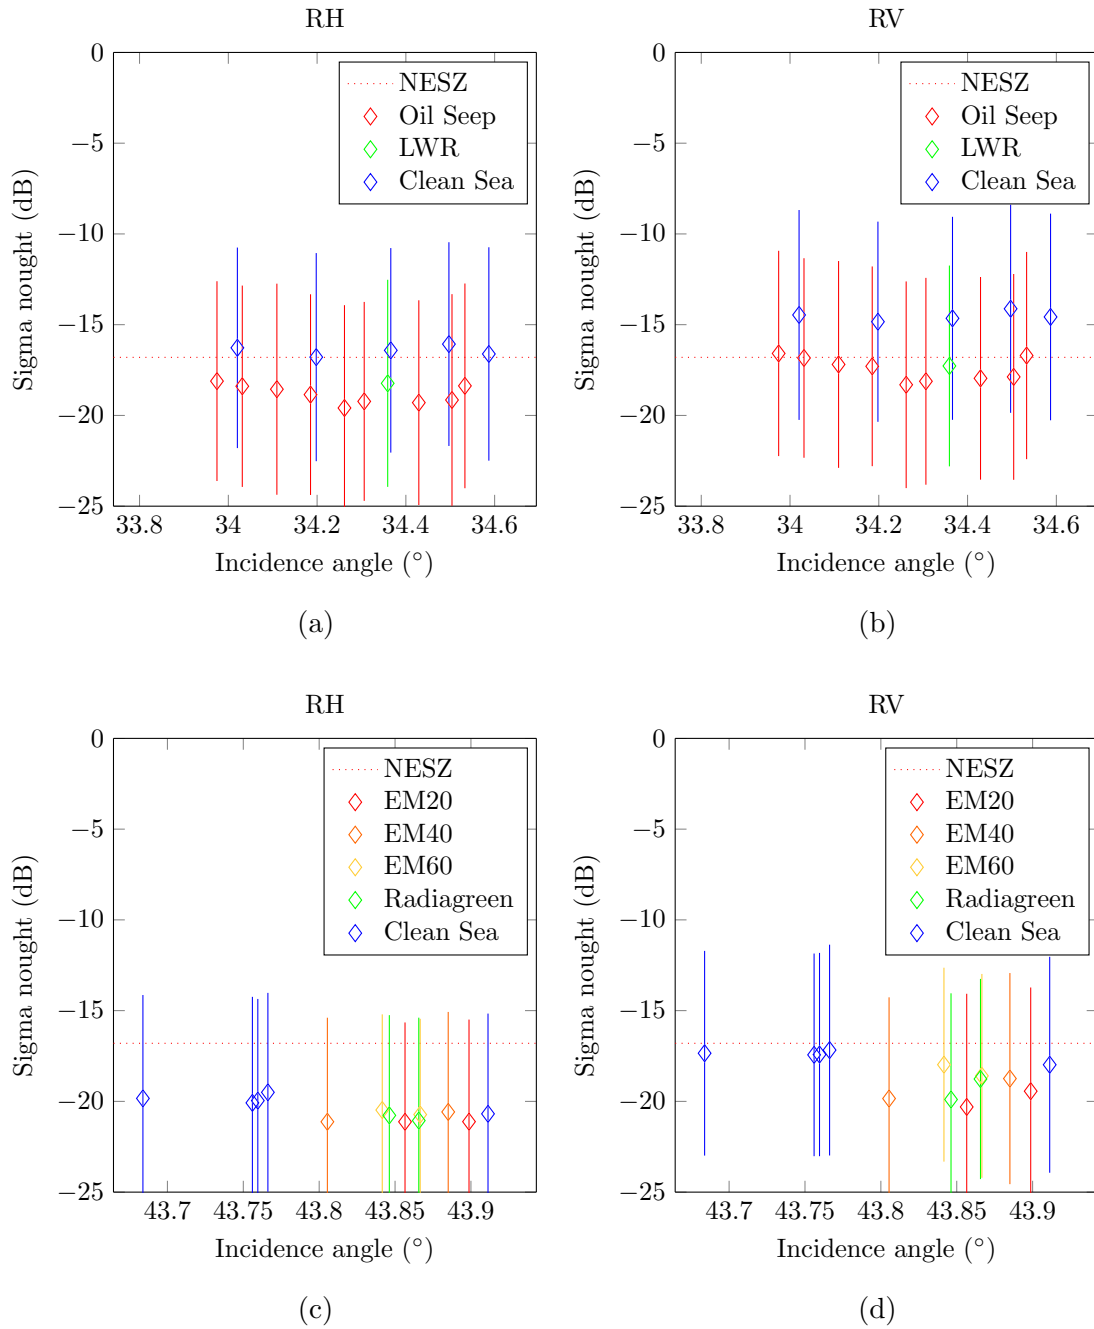 RH
0
−5
−10
−15
−20
−25
Sigma nought (dB)
NESZ
Oil Seep
LWR
Clean Sea
33.8 34 34.2 34.4 34.6
Incidence angle (°)
(a)
RV
0
−5
−10
−15
−20
−25
Sigma nought (dB)
NESZ
Oil Seep
LWR
Clean Sea
33.8 34 34.2 34.4 34.6
Incidence angle (°)
(b)
RH
0
−5
−10
−15
−20
−25
Sigma nought (dB)
NESZ
EM20
EM40
EM60
Radiagreen
Clean Sea
43.7 43.75 43.8 43.85 43.9
Incidence angle (°)
(c)
RV
0
−5
−10
−15
−20
−25
Sigma nought (dB)
NESZ
EM20
EM40
EM60
Radiagreen
Clean Sea
43.7 43.75 43.8 43.85 43.9
Incidence angle (°)
(d)